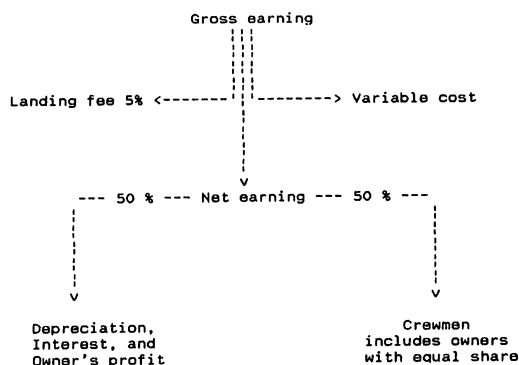 Gross earning
Landing fee 5% <-------
-------> Variable cost
--- 50 % --- Net earning --- 50 % ---
Depreciation,
Interest, and
Owner's profit
Crewmen
includes owners
with equal share